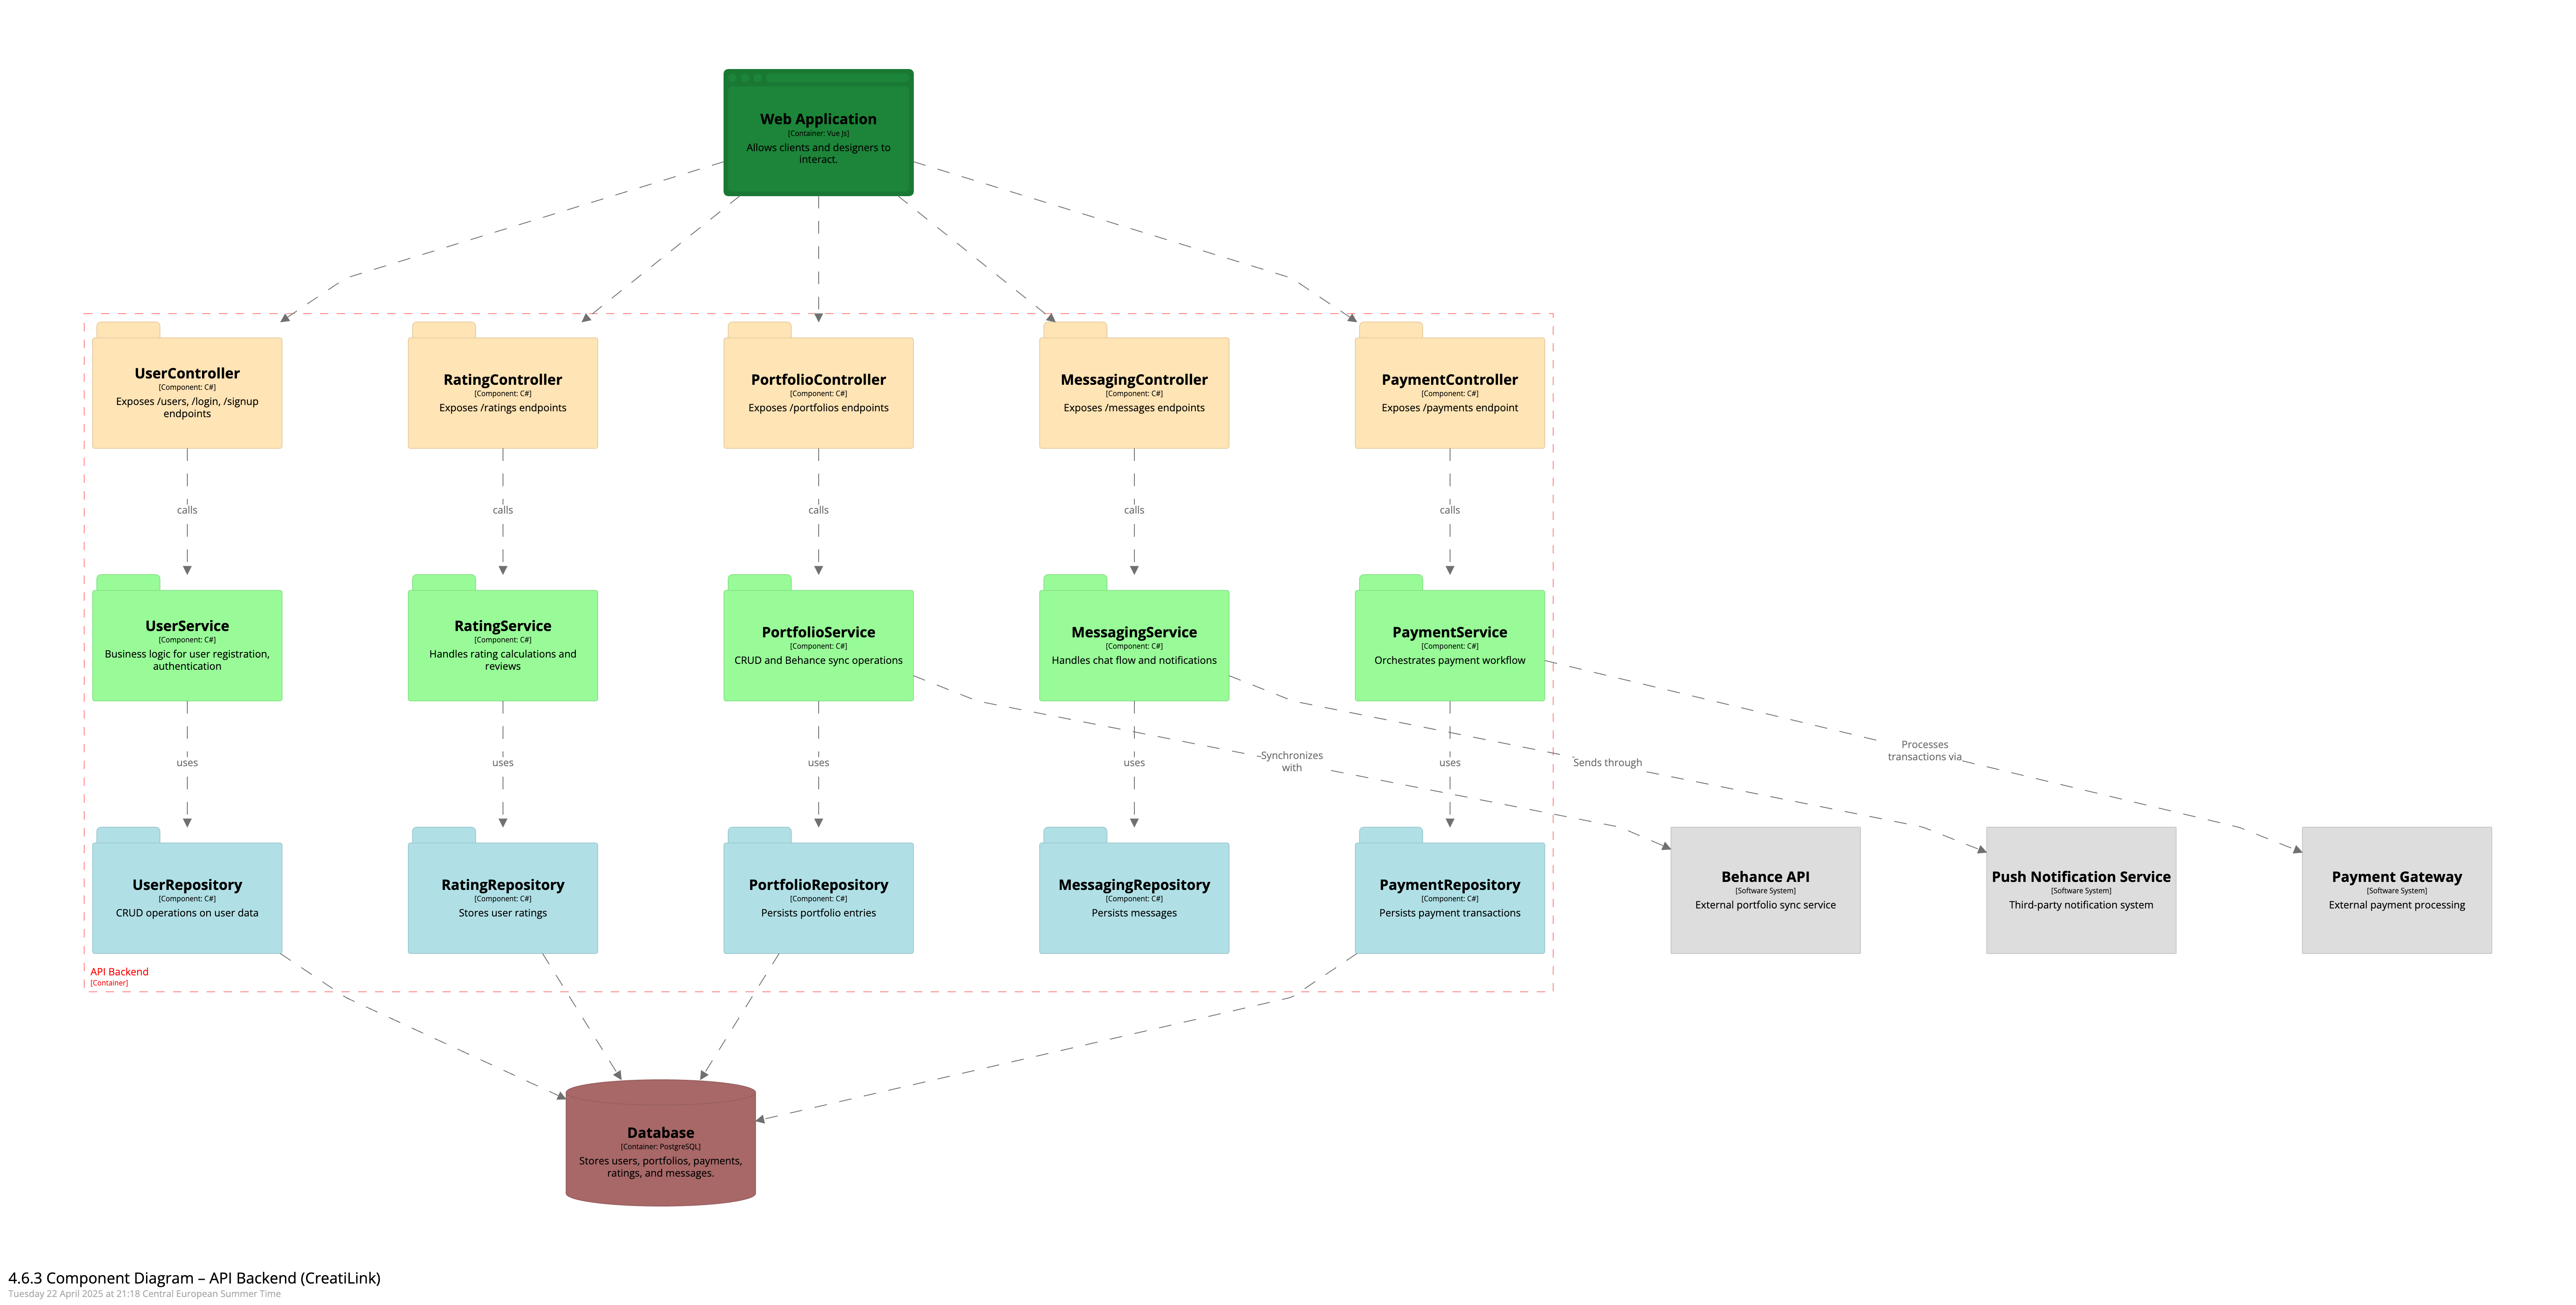 Web Application
[Container: Vue Js]
Allows clients and designers to
interact.
UserController
[Component: C#]
Exposes /users, /login, /signup
endpoints
RatingController
[Component: C#]
Exposes /ratings endpoints
PortfolioController
[Component: C#]
Exposes /portfolios endpoints
MessagingController
[Component: C#]
Exposes /messages endpoints
PaymentController
[Component: C#]
Exposes /payments endpoint
calls
calls
calls
calls
calls
UserService
[Component: C#]
Business logic for user registration,
authentication
RatingService
[Component: C#]
Handles rating calculations and
reviews
PortfolioService
[Component: C#]
CRUD and Behance sync operations
MessagingService
[Component: C#]
Handles chat flow and notifications
PaymentService
[Component: C#]
Orchestrates payment workflow
uses
uses
uses
uses
Synchronizes
with
uses
Sends through
Processes
transactions via
UserRepository
[Component: C#]
CRUD operations on user data
RatingRepository
[Component: C#]
Stores user ratings
PortfolioRepository
[Component: C#]
Persists portfolio entries
MessagingRepository
[Component: C#]
Persists messages
PaymentRepository
[Component: C#]
Persists payment transactions
Behance API
[Software System]
External portfolio sync service
Push Notification Service
[Software System]
Third-party notification system
Payment Gateway
[Software System]
External payment processing
API Backend
[Container]
Database
[Container: PostgreSQL]
Stores users, portfolios, payments,
ratings, and messages.
4.6.3 Component Diagram – API Backend (CreatiLink)
Tuesday 22 April 2025 at 21:18 Central European Summer Time